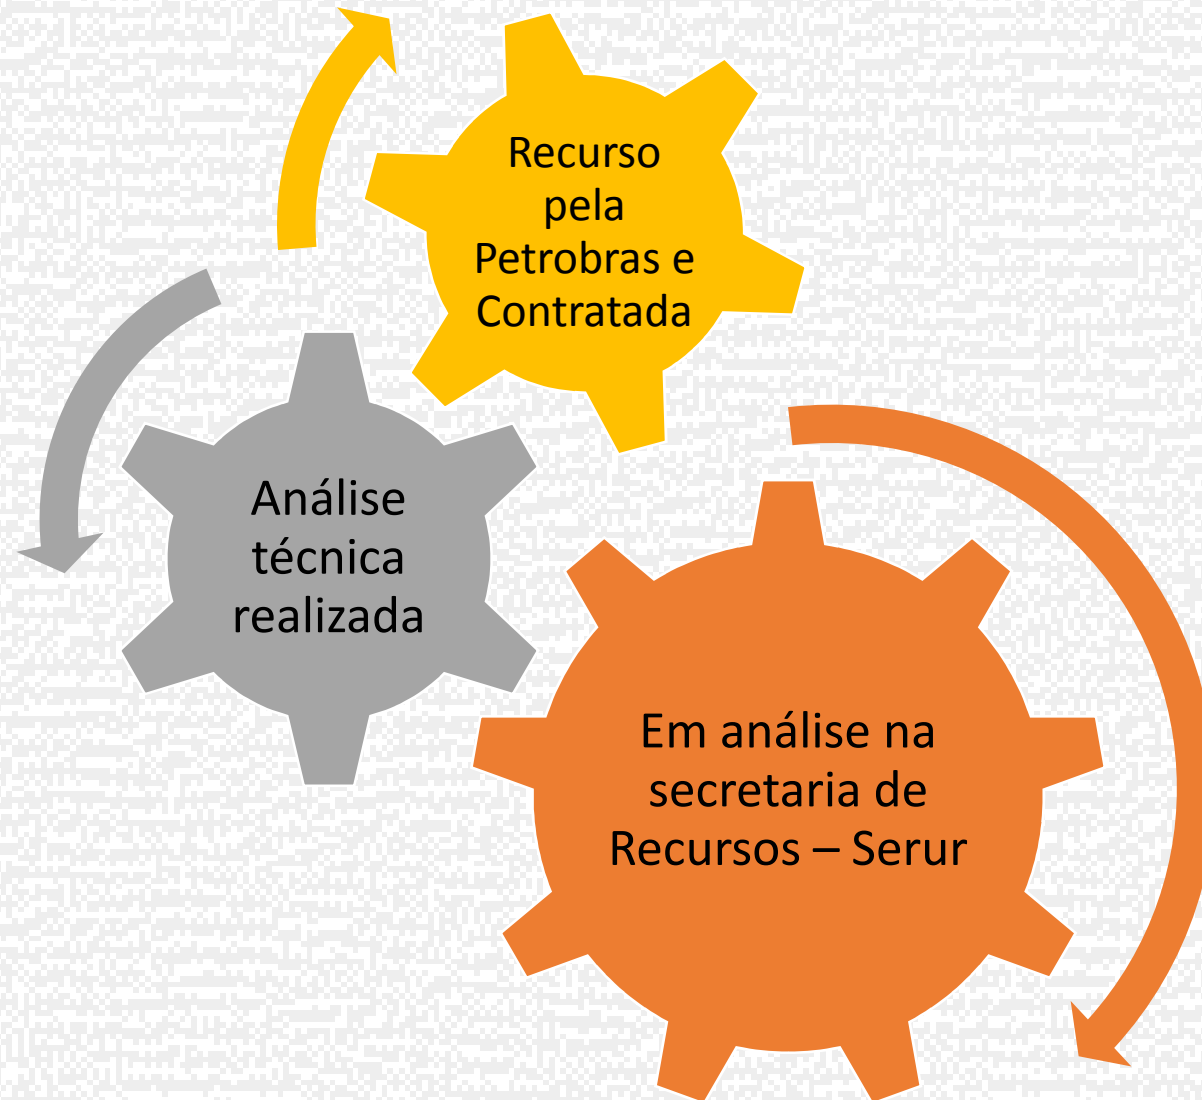 Recurso
pela
Petrobras e
Contratada
Análise
técnica
realizada
Em análise na
secretaria de
Recursos – Serur